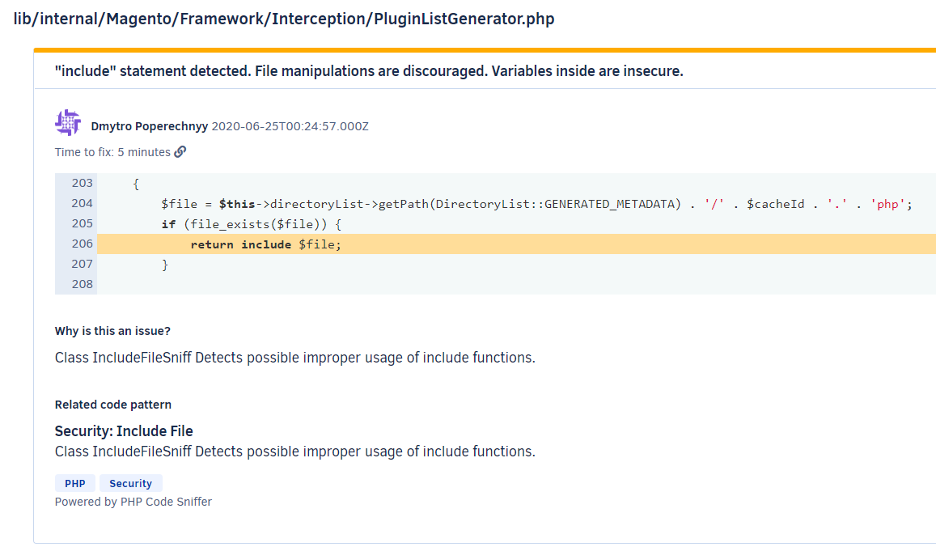 lib/internal/Magento/Framework/Interception/PluginListGenerator.php
"include" statement detected. File manipulations are discouraged. Variables inside are insecure.
Dmytro Poperechnyy 2020-06-25T00:24:57.000Z
Time to fix: 5 minutes
203 {
204 $file = $this->directoryList->getPath(DirectoryList::GENERATED_METADATA) . '/' . $cacheId . '.' . 'php';
205 if (file_exists($file)) {
206 return include $file;
207 }
208
Why is this an issue?
Class IncludeFileSniff Detects possible improper usage of include functions.
Related code pattern
Security: Include File
Class IncludeFileSniff Detects possible improper usage of include functions.
PHP Security
Powered by PHP Code Sniffer